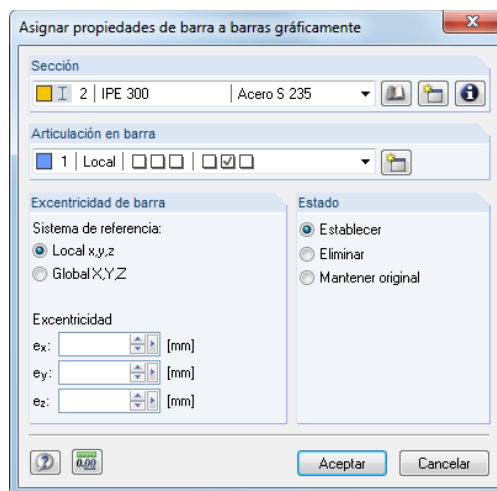 Asignar propiedades de barra a barras gráficamente
Sección
2 | IPE 300 | Acero S 235
Articulación en barra
1 | Local |
Excentricidad de barra
Sistema de referencia:
Local x,y,z
Global X,Y,Z
Excentricidad
ex: [mm]
ey: [mm]
ez: [mm]
Estado
Establecer
Eliminar
Mantener original
0.00
Aceptar
Cancelar